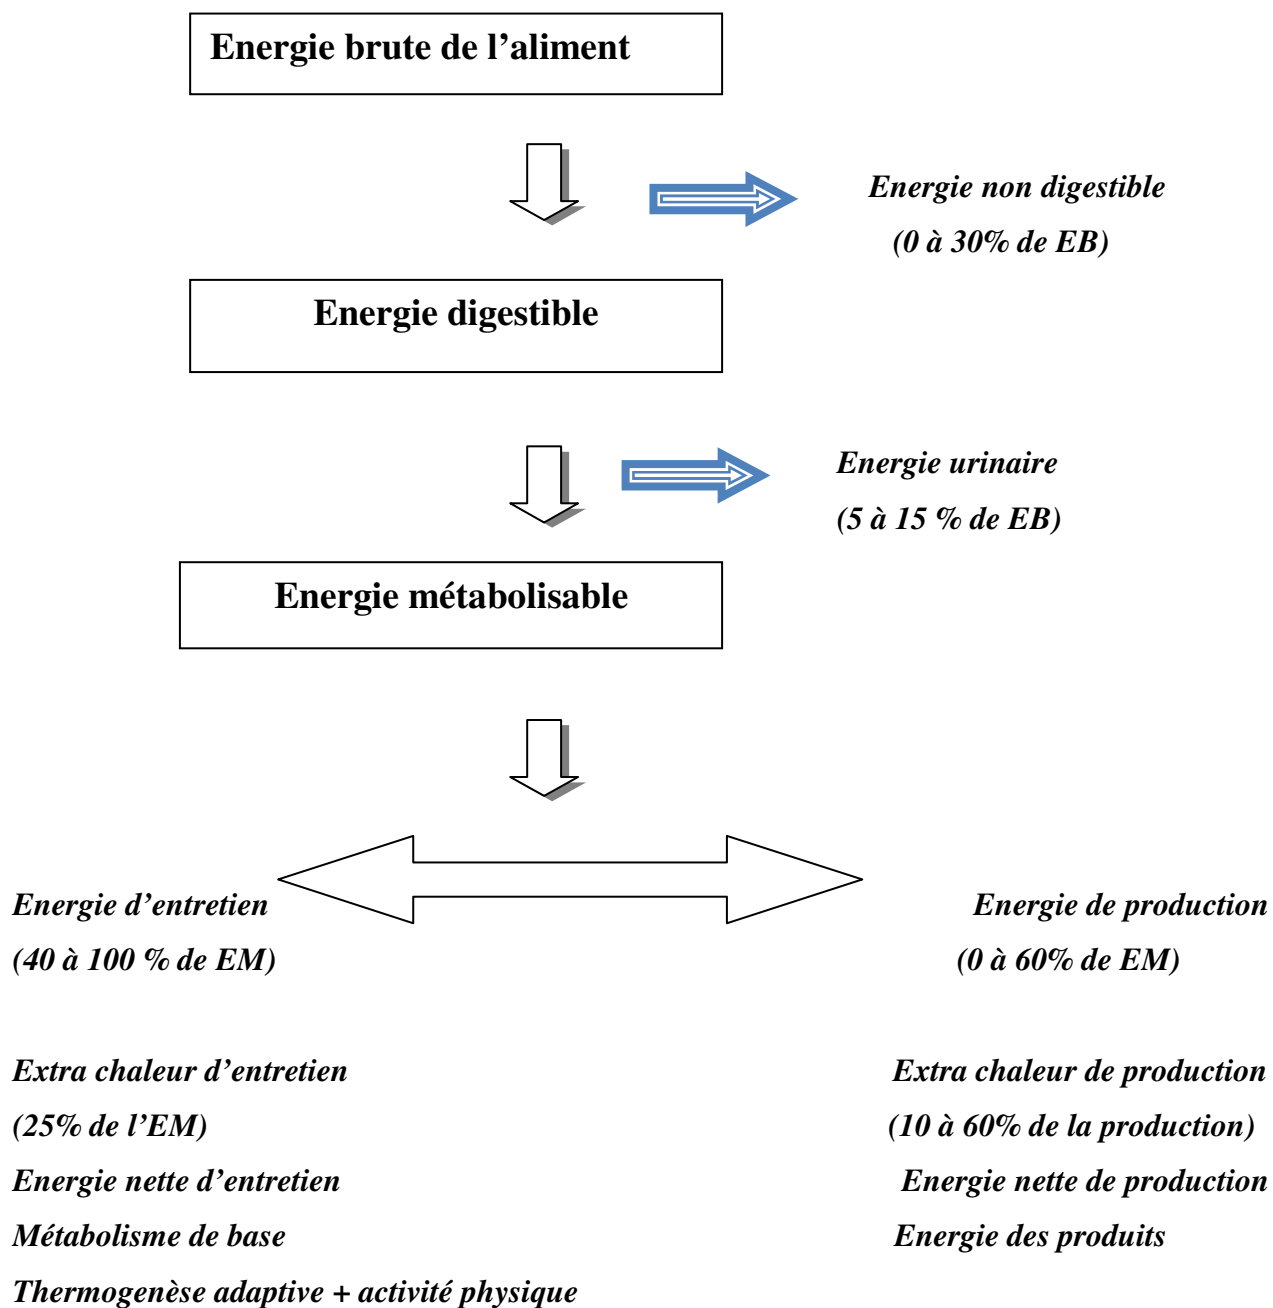 Energie brute de l’aliment
Energie non digestible
(0 à 30% de EB)
Energie digestible
Energie urinaire
(5 à 15 % de EB)
Energie métabolisable
Energie d’entretien
(40 à 100 % de EM)
Energie de production
(0 à 60% de EM)
Extra chaleur d’entretien
(25% de l’EM)
Energie nette d’entretien
Métabolisme de base
Thermogenèse adaptive + activité physique
Extra chaleur de production
(10 à 60% de la production)
Energie nette de production
Energie des produits